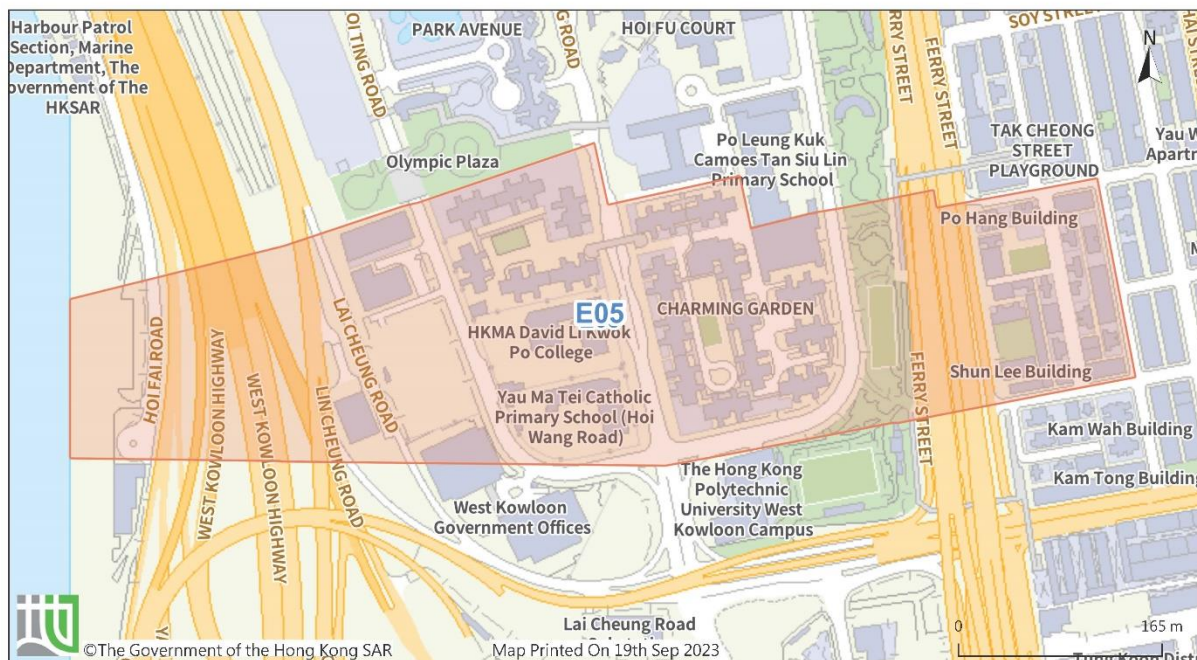 Harbour Patrol
Section, Marine
Department, The
Government of The
HKSAR
PARK AVENUE
HOI FU COURT
SOY STREET
N
HOI TING ROAD
ROAD
FERRY STREET
FERRY STREET
Olympic Plaza
Po Leung Kuk
Camoes Tan Siu Lin
Primary School
TAK CHEONG
STREET
PLAYGROUND
Po Hang Building
E05
CHARMING GARDEN
HKMA David Li Kwok
Po College
Yau Ma Tei Catholic
Primary School (Hoi
Wang Road)
HOI FAI ROAD
WEST KOWLOON HIGHWAY
WEST KOWLOON HIGHWAY
LIN CHEUNG ROAD
LAI CHEUNG ROAD
Shun Lee Building
FERRY STREET
Kam Wah Building
Kam Tong Building
The Hong Kong
Polytechnic
University West
Kowloon Campus
West Kowloon
Government Offices
Lai Cheung Road
0
165 m
©The Government of the Hong Kong SAR
Map Printed On 19th Sep 2023